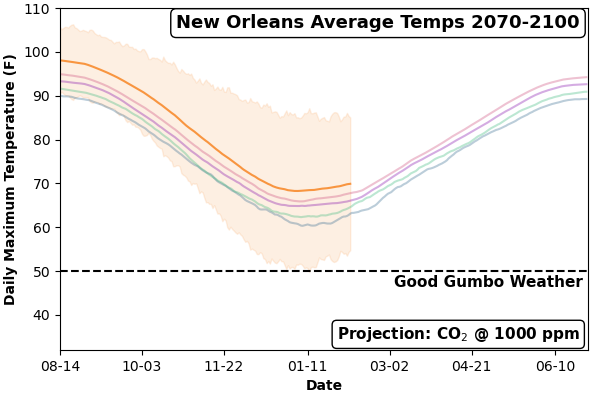 New Orleans Average Temps 2070-2100
Daily Maximum Temperature (F)
110
100
90
80
70
60
50
40
Good Gumbo Weather
Projection: CO₂ @ 1000 ppm
08-14 10-03 11-22 01-11 03-02 04-21 06-10
Date